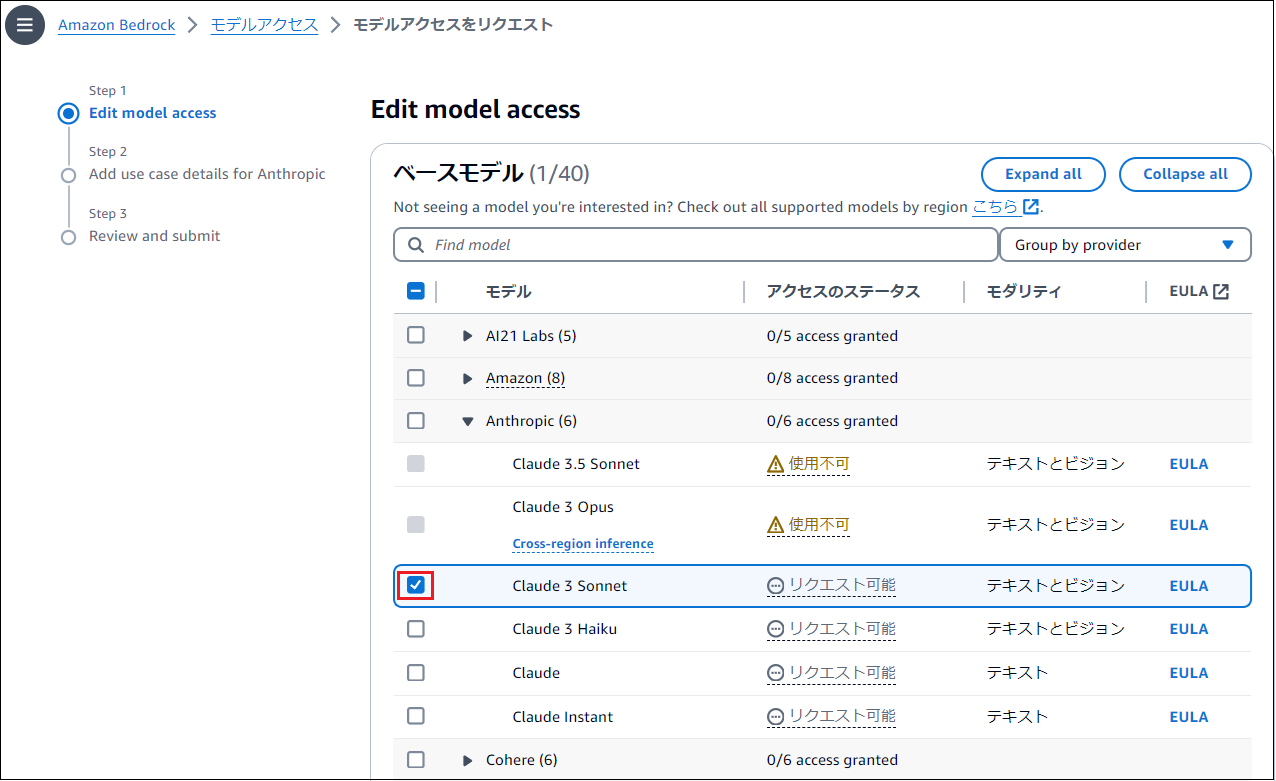 Amazon Bedrock > モデルアクセス > モデルアクセスをリクエスト
Step 1
Edit model access
Step 2
Add use case details for Anthropic
Step 3
Review and submit
Edit model access
ベースモデル (1/40)
Expand all
Collapse all
Not seeing a model you're interested in? Check out all supported models by region こちら.
Find model
Group by provider
モデル アクセスのステータス モダリティ EULA
AI21 Labs (5) 0/5 access granted
Amazon (8) 0/8 access granted
Anthropic (6) 0/6 access granted
Claude 3.5 Sonnet 使用不可 テキストとビジョン EULA
Claude 3 Opus
Cross-region inference
使用不可 テキストとビジョン EULA
Claude 3 Sonnet リクエスト可能 テキストとビジョン EULA
Claude 3 Haiku リクエスト可能 テキストとビジョン EULA
Claude リクエスト可能 テキスト EULA
Claude Instant リクエスト可能 テキスト EULA
Cohere (6) 0/6 access granted